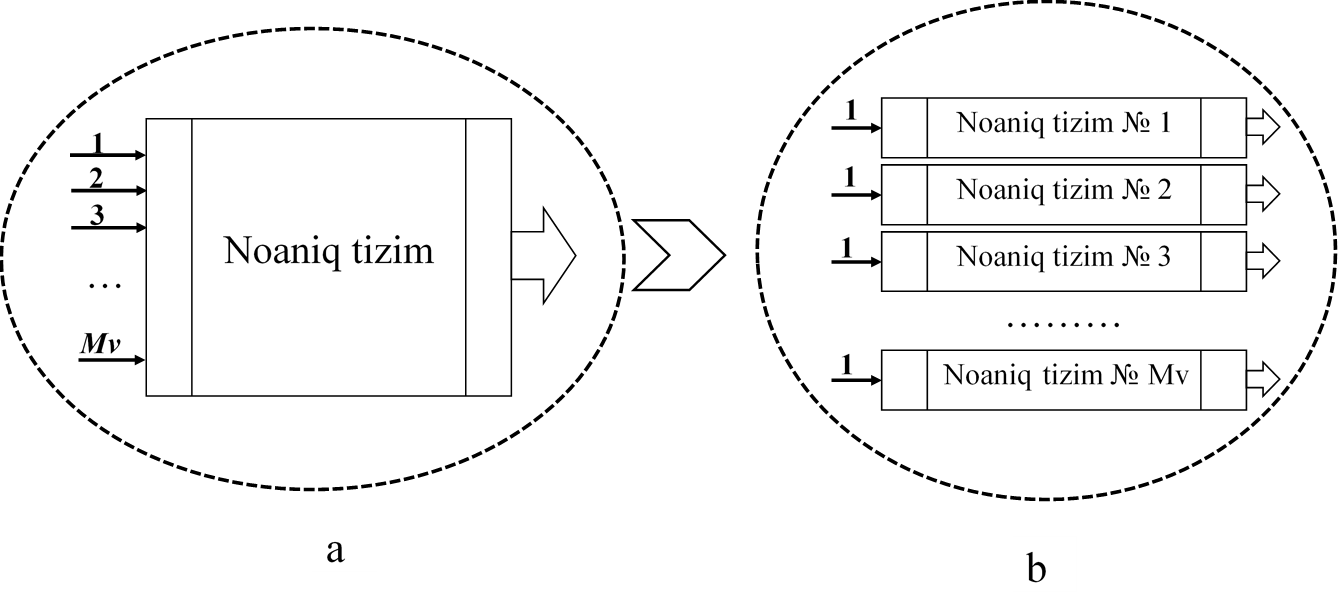 1
2
3
...
Mv
Noaniq tizim
a
1
Noaniq tizim № 1
1
Noaniq tizim № 2
1
Noaniq tizim № 3
.........
1
Noaniq tizim № Mv
b